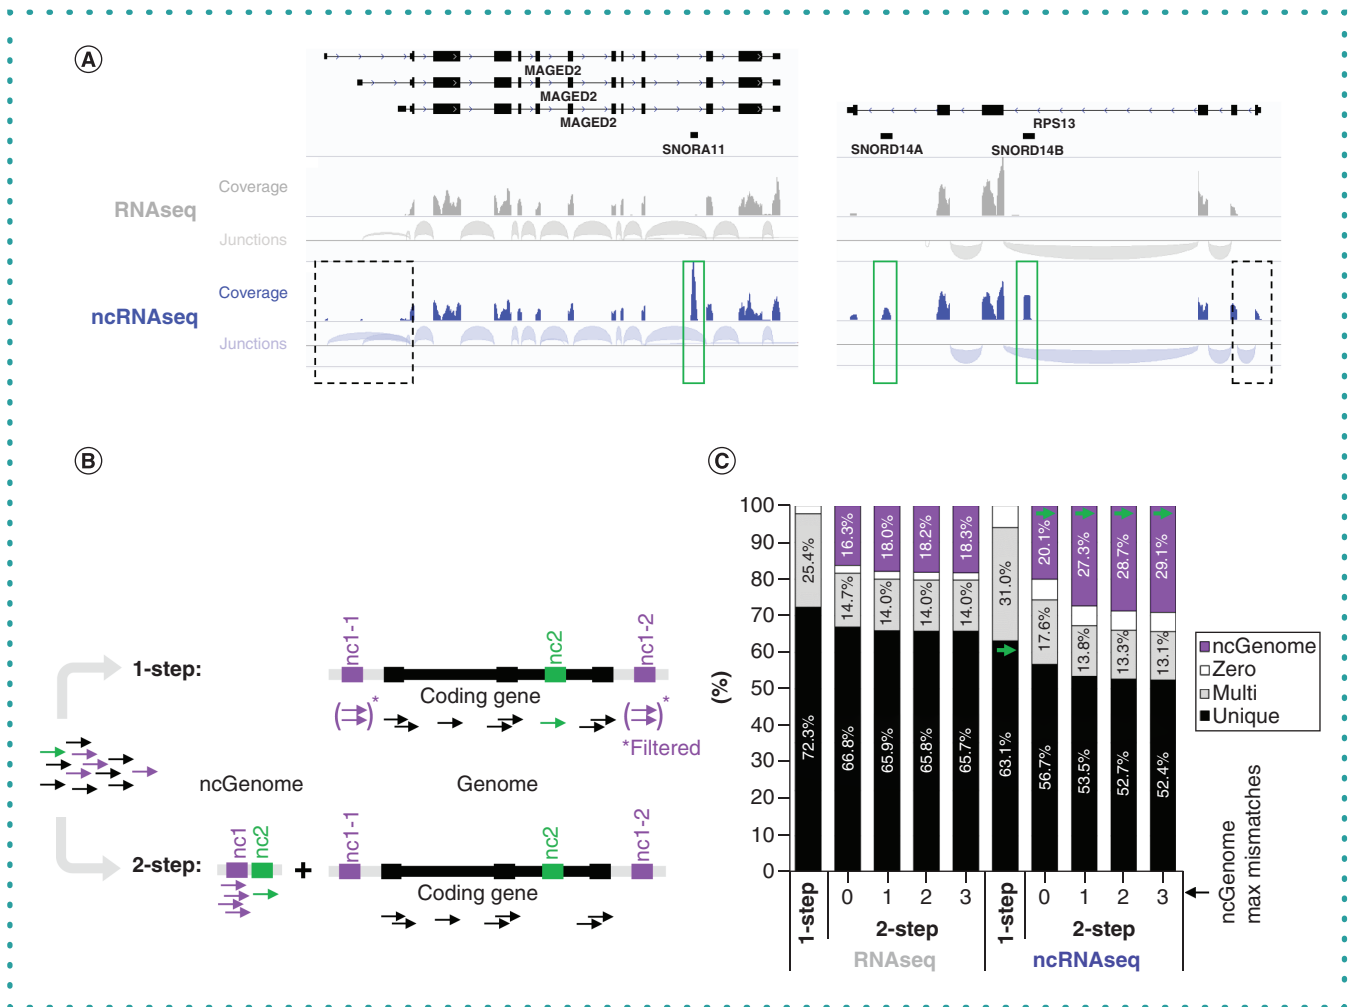 A
MAGED2
MAGED2
MAGED2
SNORA11
RPS13
SNORD14A
SNORD14B
RNAseq
Coverage
Junctions
ncRNAseq
Coverage
Junctions
B
1-step:
nc1-1
nc2
nc1-2
Coding gene
( )*
( )*
*Filtered
ncGenome
Genome
2-step:
nc1
nc2
+
nc1-1
nc2
nc1-2
Coding gene
C
(%)
100
90
80
70
60
50
40
30
20
10
0
25.4%
72.3%
16.3%
14.7%
66.8%
18.0%
14.0%
65.9%
18.2%
14.0%
65.8%
18.3%
14.0%
65.7%
31.0%
63.1%
20.1%
17.6%
56.7%
27.3%
13.8%
53.5%
28.7%
13.3%
52.7%
29.1%
13.1%
52.4%
1-step
0 1 2 3
2-step
RNAseq
1-step
0 1 2 3
2-step
ncRNAseq
ncGenome
Zero
Multi
Unique
ncGenome
max mismatches